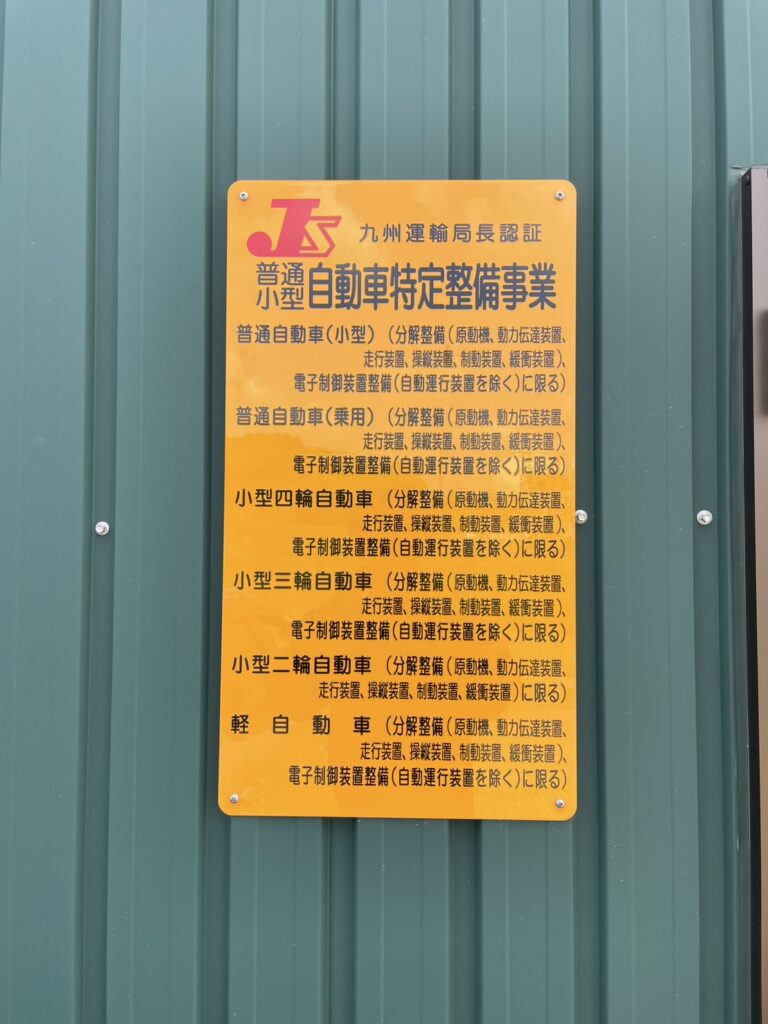 JS 九州運輸局長認証
普通
小型 自動車特定整備事業
普通自動車(小型) (分解整備(原動機、動力伝達装置、
走行装置、操縦装置、制動装置、緩衝装置)、
電子制御装置整備(自動運行装置を除く)に限る)
普通自動車(乗用) (分解整備(原動機、動力伝達装置、
走行装置、操縦装置、制動装置、緩衝装置)、
電子制御装置整備(自動運行装置を除く)に限る)
小型四輪自動車 (分解整備(原動機、動力伝達装置、
走行装置、操縦装置、制動装置、緩衝装置)、
電子制御装置整備(自動運行装置を除く)に限る)
小型三輪自動車 (分解整備(原動機、動力伝達装置、
走行装置、操縦装置、制動装置、緩衝装置)、
電子制御装置整備(自動運行装置を除く)に限る)
小型二輪自動車 (分解整備(原動機、動力伝達装置、
走行装置、操縦装置、制動装置、緩衝装置)に限る)
軽自動車 (分解整備(原動機、動力伝達装置、
走行装置、操縦装置、制動装置、緩衝装置)、
電子制御装置整備(自動運行装置を除く)に限る)